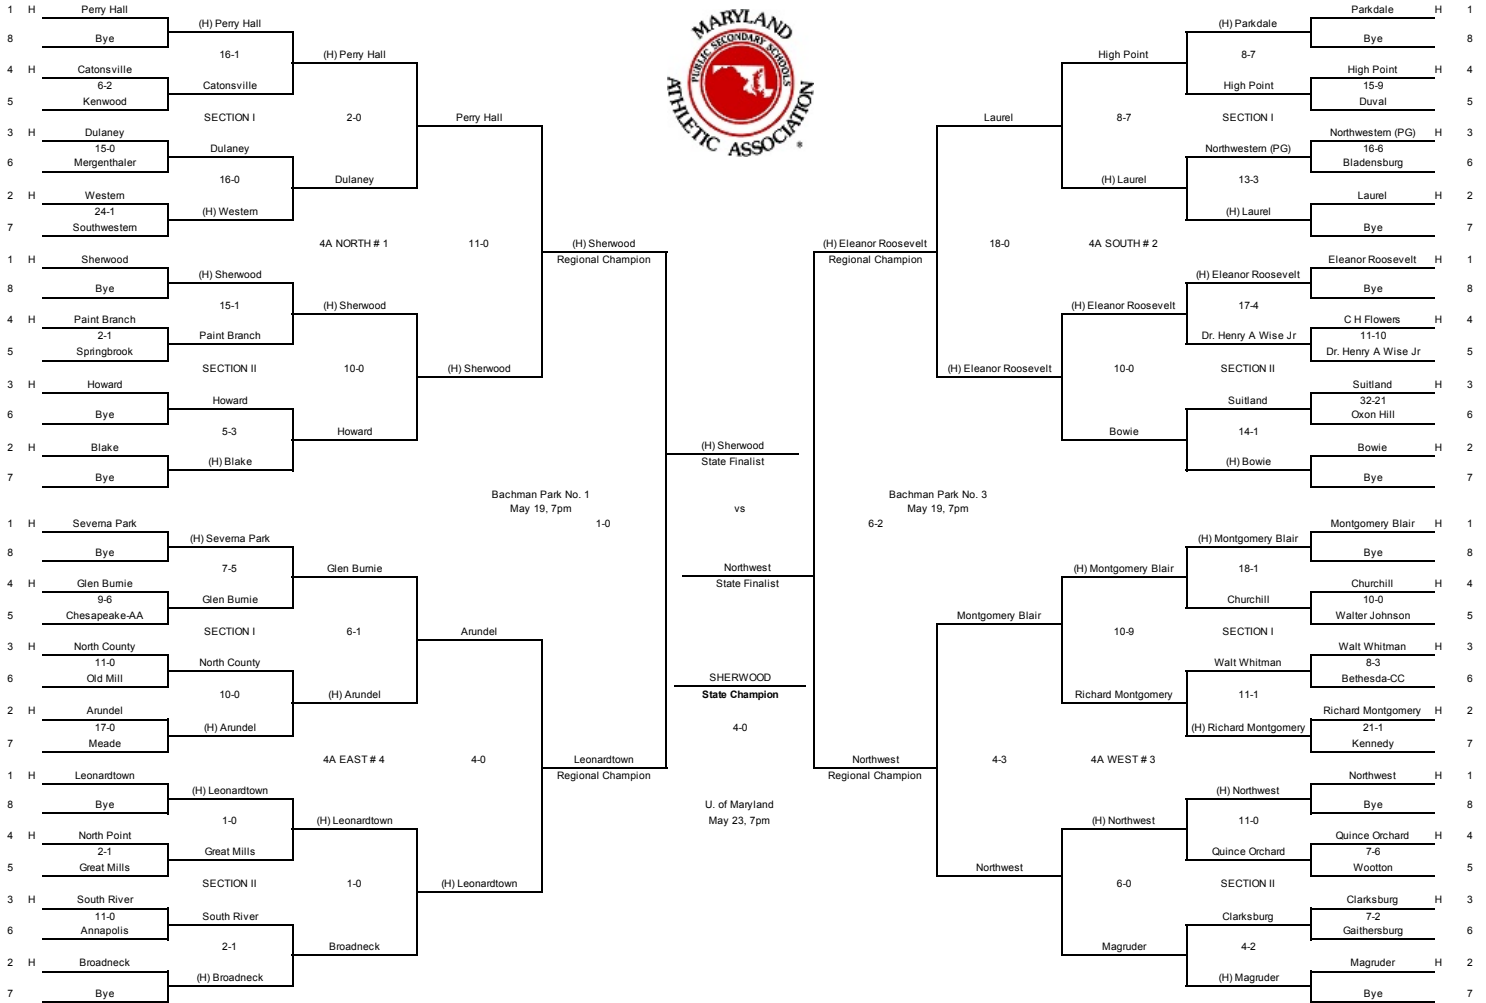 MARYLAND
PUBLIC SECONDARY SCHOOLS
ATHLETIC ASSOCIATION
®
1 H Perry Hall
(H) Perry Hall
8 Bye
16-1
(H) Perry Hall
4 H Catonsville
6-2
Catonsville
5 Kenwood
SECTION I
2-0
Perry Hall
3 H Dulaney
15-0
Dulaney
6 Mergenthaler
16-0
Dulaney
2 H Western
24-1
(H) Western
7 Southwestern
4A NORTH # 1
11-0
(H) Sherwood
Regional Champion
1 H Sherwood
(H) Sherwood
8 Bye
15-1
(H) Sherwood
4 H Paint Branch
2-1
Paint Branch
5 Springbrook
SECTION II
10-0
(H) Sherwood
3 H Howard
Howard
6 Bye
5-3
Howard
2 H Blake
(H) Blake
7 Bye
Bachman Park No. 1
May 19, 7pm
1-0
1 H Severna Park
(H) Severna Park
8 Bye
7-5
Glen Burnie
4 H Glen Burnie
9-6
Glen Burnie
5 Chesapeake-AA
SECTION I
6-1
Arundel
3 H North County
11-0
North County
6 Old Mill
10-0
(H) Arundel
2 H Arundel
17-0
(H) Arundel
7 Meade
4A EAST # 4
4-0
Leonardtown
Regional Champion
1 H Leonardtown
(H) Leonardtown
8 Bye
1-0
(H) Leonardtown
4 H North Point
2-1
Great Mills
5 Great Mills
SECTION II
1-0
(H) Leonardtown
3 H South River
11-0
South River
6 Annapolis
2-1
Broadneck
2 H Broadneck
(H) Broadneck
7 Bye
(H) Sherwood
State Finalist
vs
Northwest
State Finalist
SHERWOOD
State Champion
4-0
U. of Maryland
May 23, 7pm
Parkdale H 1
(H) Parkdale
Bye 8
8-7
High Point
High Point H 4
15-9
High Point
Duval 5
SECTION I
8-7
Laurel
Northwestern (PG) H 3
16-6
Northwestern (PG)
Bladensburg 6
13-3
(H) Laurel
Laurel H 2
(H) Laurel
Bye 7
4A SOUTH # 2
18-0
(H) Eleanor Roosevelt
Regional Champion
Eleanor Roosevelt H 1
(H) Eleanor Roosevelt
Bye 8
17-4
(H) Eleanor Roosevelt
C H Flowers H 4
11-10
Dr. Henry A Wise Jr
Dr. Henry A Wise Jr 5
SECTION II
10-0
(H) Eleanor Roosevelt
Suitland H 3
32-21
Suitland
Oxon Hill 6
14-1
Bowie
Bowie H 2
(H) Bowie
Bye 7
Bachman Park No. 3
May 19, 7pm
6-2
Montgomery Blair H 1
(H) Montgomery Blair
Bye 8
18-1
(H) Montgomery Blair
Churchill H 4
10-0
Churchill
Walter Johnson 5
SECTION I
10-9
Montgomery Blair
Walt Whitman H 3
8-3
Walt Whitman
Bethesda-CC 6
11-1
Richard Montgomery
Richard Montgomery H 2
21-1
(H) Richard Montgomery
Kennedy 7
4A WEST # 3
4-3
Northwest
Regional Champion
Northwest H 1
(H) Northwest
Bye 8
11-0
(H) Northwest
Quince Orchard H 4
7-6
Quince Orchard
Wootton 5
SECTION II
6-0
Northwest
Clarksburg H 3
7-2
Clarksburg
Gaithersburg 6
4-2
Magruder
Magruder H 2
(H) Magruder
Bye 7